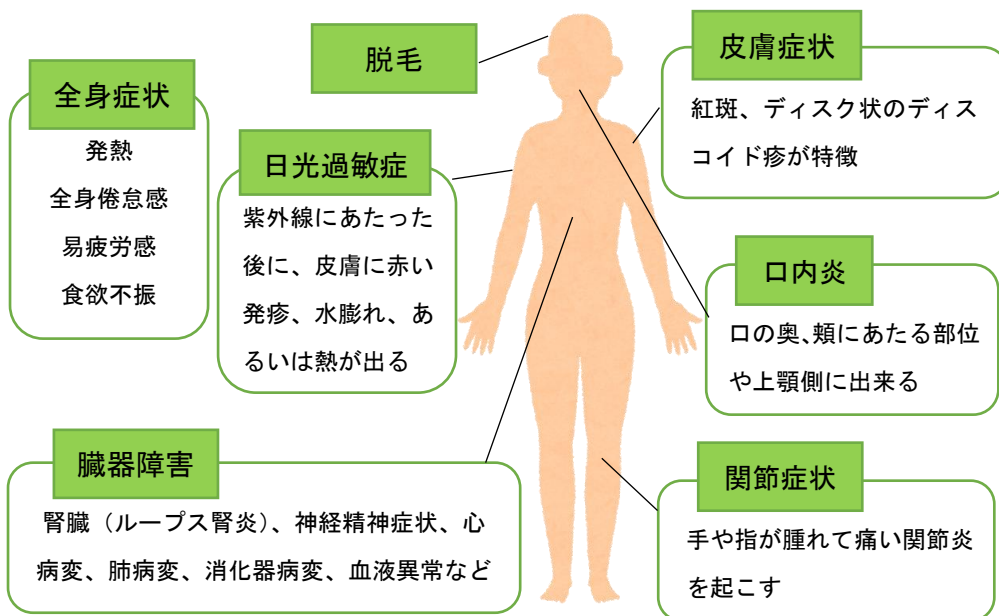 脱毛
皮膚症状
紅斑、ディスク状のディス
コイド疹が特徴
全身症状
発熱
全身倦怠感
易疲労感
食欲不振
日光過敏症
紫外線にあたった
後に、皮膚に赤い
発疹、水膨れ、あ
るいは熱が出る
口内炎
口の奥、頬にあたる部位
や上顎側に出来る
臓器障害
腎臓（ループス腎炎）、神経精神症状、心
病変、肺病変、消化器病変、血液異常など
関節症状
手や指が腫れて痛い関節炎
を起こす